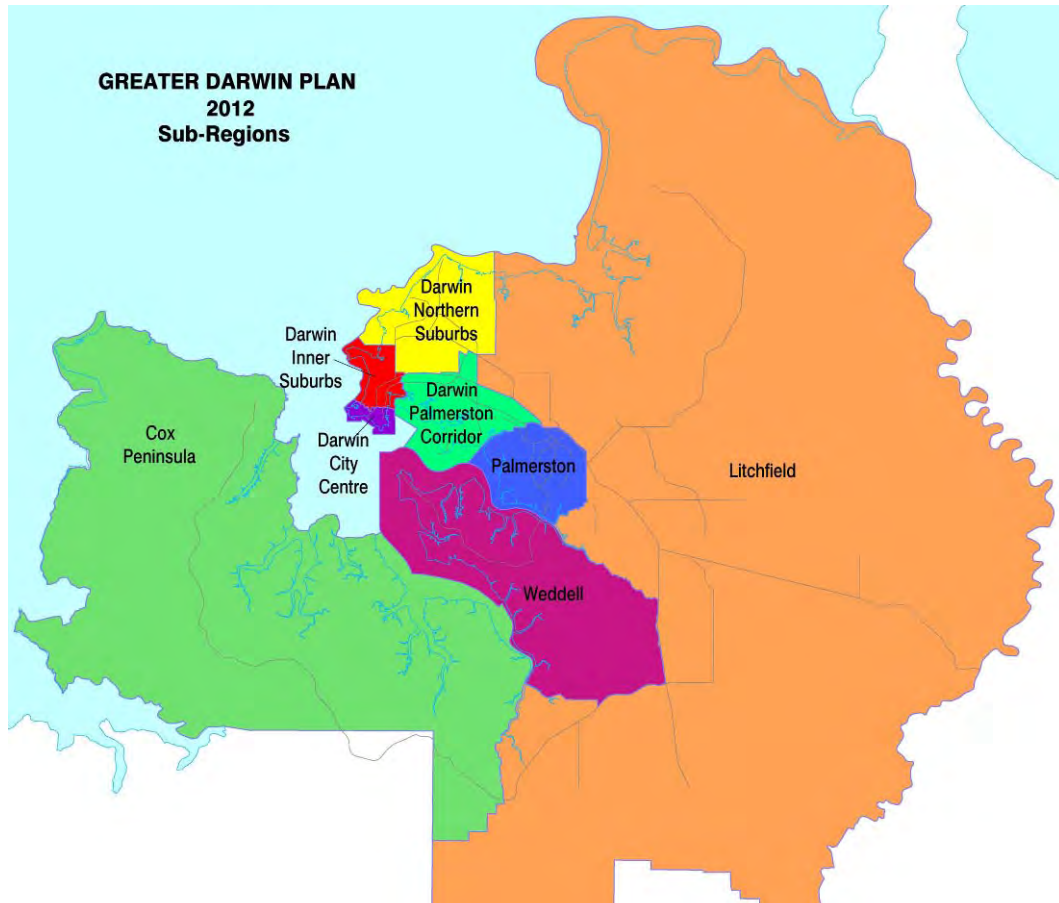 GREATER DARWIN PLAN
2012
Sub-Regions
Darwin
Northern
Suburbs
Darwin
Inner
Suburbs
Darwin
Palmerston
Corridor
Cox
Peninsula
Darwin
City
Centre
Palmerston
Litchfield
Weddell